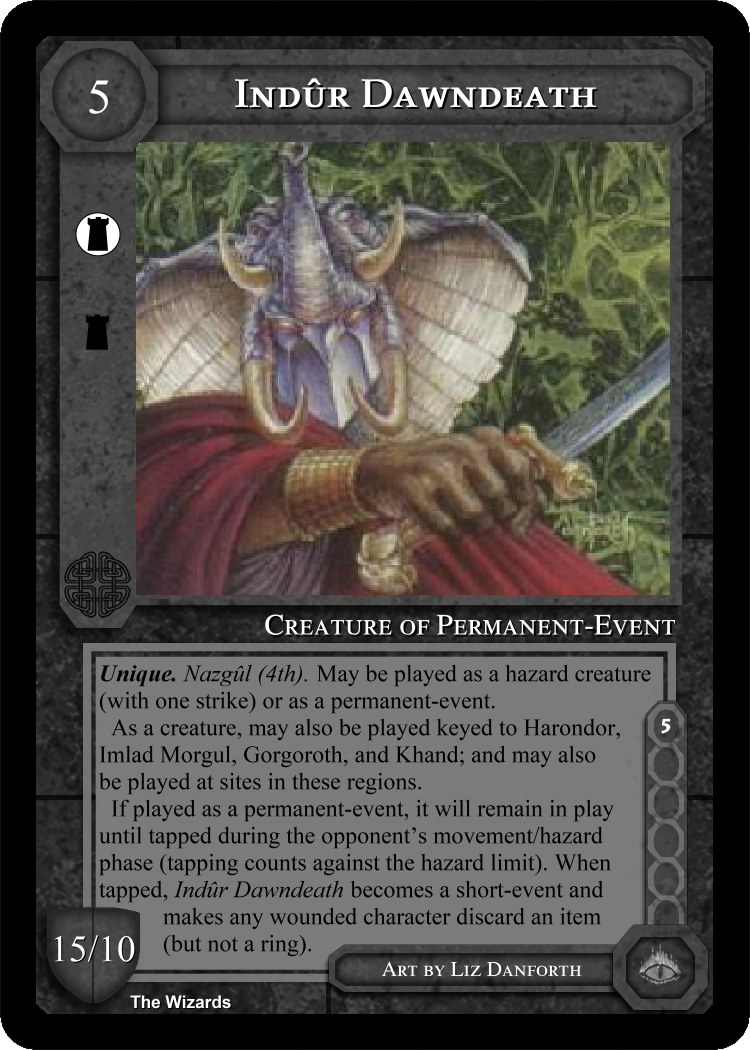 5
INDÛR DAWNDEATH
CREATURE OF PERMANENT-EVENT
Unique. Nazgûl (4th). May be played as a hazard creature
(with one strike) or as a permanent-event.
As a creature, may also be played keyed to Harondor,
Imlad Morgul, Gorgoroth, and Khand; and may also
be played at sites in these regions.
If played as a permanent-event, it will remain in play
until tapped during the opponent's movement/hazard
phase (tapping counts against the hazard limit). When
tapped, Indûr Dawndeath becomes a short-event and
makes any wounded character discard an item
(but not a ring).
5
15/10
ART BY LIZ DANFORTH
The Wizards